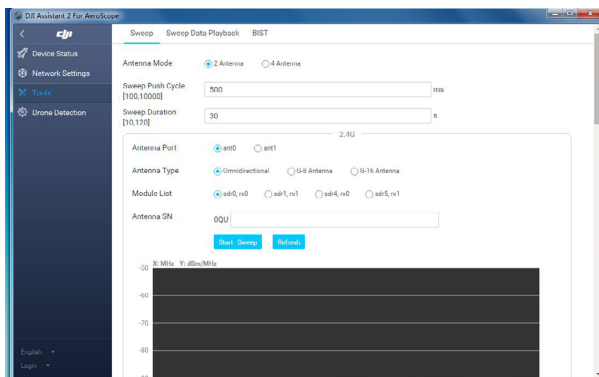 DJI Assistant 2 For AeroScope
dji
Sweep Sweep Data Playback BIST
Device Status
Network Settings
Tools
Drone Detection
Antenna Mode 2 Antenna 4 Antenna
Sweep Push Cycle
[100,10000] 500 ms
Sweep Duration
[10,120] 30 s
2.4G
Antenna Port ant0 ant1
Antenna Type Omnidirectional G-8 Antenna G-16 Antenna
Module List sdr0, rx0 sdr1, rx1 sdr4, rx0 sdr5, rx1
Antenna SN 0QU
Start Sweep Refresh
X: MHz Y: dBm/MHz
-50
-60
-70
-80
-90
English
Login